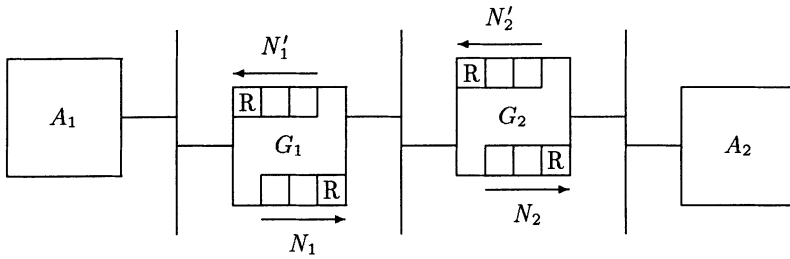 N′₁
N′₂
R
R
A₁
G₁
G₂
A₂
R
R
N₁
N₂